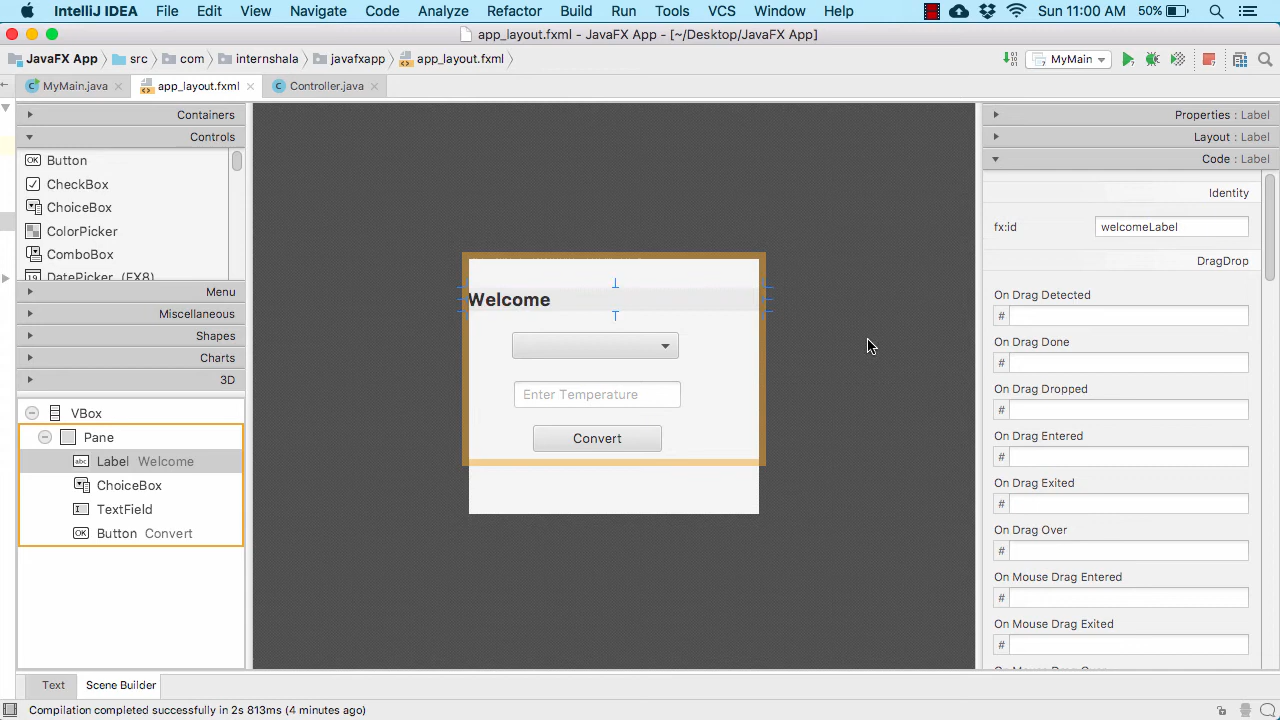 IntelliJ IDEA File Edit View Navigate Code Analyze Refactor Build Run Tools VCS Window Help Sun 11:00 AM 50%
app_layout.fxml - JavaFX App - [~/Desktop/JavaFX App]
JavaFX App src com internshala javafxapp app_layout.fxml MyMain
MyMain.java app_layout.fxml Controller.java
Containers
Controls
Button
CheckBox
ChoiceBox
ColorPicker
ComboBox
DatePicker (FX8)
Menu
Miscellaneous
Shapes
Charts
3D
VBox
Pane
Label Welcome
ChoiceBox
TextField
Button Convert
Welcome
Enter Temperature
Convert
Properties : Label
Layout : Label
Code : Label
Identity
fx:id welcomeLabel
DragDrop
On Drag Detected
#
On Drag Done
#
On Drag Dropped
#
On Drag Entered
#
On Drag Exited
#
On Drag Over
#
On Mouse Drag Entered
#
On Mouse Drag Exited
#
Text Scene Builder
Compilation completed successfully in 2s 813ms (4 minutes ago)